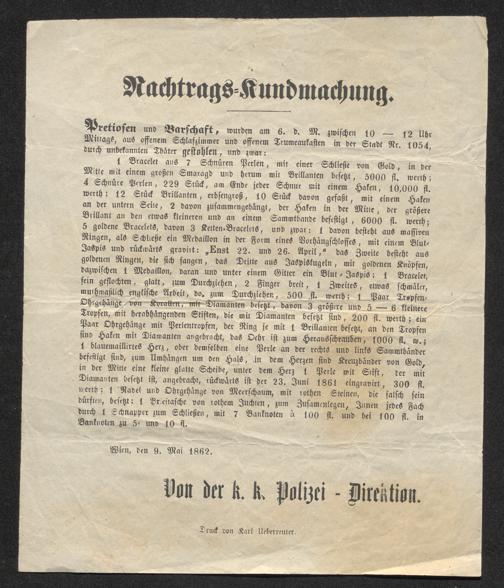 Nachtrags-Kundmachung.
Pretiosen und Barschaft, wurden am 6. d. M. zwischen 10 — 12 Uhr
Mittags, aus offenem Schlafzimmer und offenem Trumeaukasten in der Stadt Nr. 1054,
durch unbekannten Thäter gestohlen, und zwar:
1 Bracelet aus 7 Schnüren Perlen, mit einer Schließe von Gold, in der
Mitte mit einem großen Smaragd und herum mit Brillanten besetzt, 5000 fl. werth;
4 Schnüre Perlen, 229 Stück, am Ende jeder Schnur mit einem Haken, 10,000 fl.
werth; 12 Stück Brillanten, erbsengroß, 10 Stück davon gefaßt, mit einem Haken
an der untern Seite, 2 davon zusammengehängt, der Haken in der Mitte, der größere
Brillant an den etwas kleineren und an einem Sammtbande befestigt, 6000 fl. werth;
5 goldene Bracelets, davon 3 Ketten-Bracelets, und zwar: 1 davon besteht aus massiven
Ringen, als Schließe ein Medaillon in der Form eines Vorhängschlosses, mit einem Blut-
Jaspis und rückwärts gravirt: „Ernst 22. und 26. April," das Zweite besteht aus
goldenen Ringen, die sich fangen, das Dritte aus Jaspiskugeln, mit goldenen Knöpfen,
dazwischen 1 Medaillon, daran und unter einem Gitter ein Blut-Jaspis; 1 Bracelet,
fein geflochten, glatt, zum Durchziehen, 2 Finger breit, 1 Zweites, etwas schmäler,
muthmaßlich englische Arbeit, do. zum Durchziehen, 500 fl. werth; 1 Paar Tropfen-
Ohrgehänge von Korallen, mit Diamanten besetzt, davon 3 größere und 5 — 6 kleinere
Tropfen, mit herabhängenden Stiften, die mit Diamanten besetzt sind, 200 fl. werth; ein
Paar Ohrgehänge mit Perlentropfen, der Ring je mit 1 Brillanten besetzt, an den Tropfen
sind Haken mit Diamanten angebracht, das Oehr ist zum Herausschrauben, 1000 fl. w.;
1 blauemaillirtes Herz, ober demselben eine Perle an der rechts und links Sammtbänder
befestigt sind, zum Umhängen um den Hals, in dem Herzen sind Kreuzbänder von Gold,
in der Mitte eine kleine glatte Scheibe, unter dem Herz 1 Perle mit Stift, der mit
Diamanten besetzt ist, angebracht, rückwärts ist der 23. Juni 1861 eingravirt, 300 fl.
werth; 1 Nadel und Ohrgehänge von Meerschaum, mit rothen Steinen, die falsch sein
dürften, besetzt; 1 Brieftasche von rothem Juchten, zum Zusammenlegen, Innen jedes Fach
durch 1 Schnapper zum Schließen, mit 7 Banknoten à 100 fl. und bei 100 fl. in
Banknoten zu 5 und 10 fl.
Wien, den 9. Mai 1862.
Von der k. k. Polizei - Direktion.
Druck von Karl Ueberreuter.